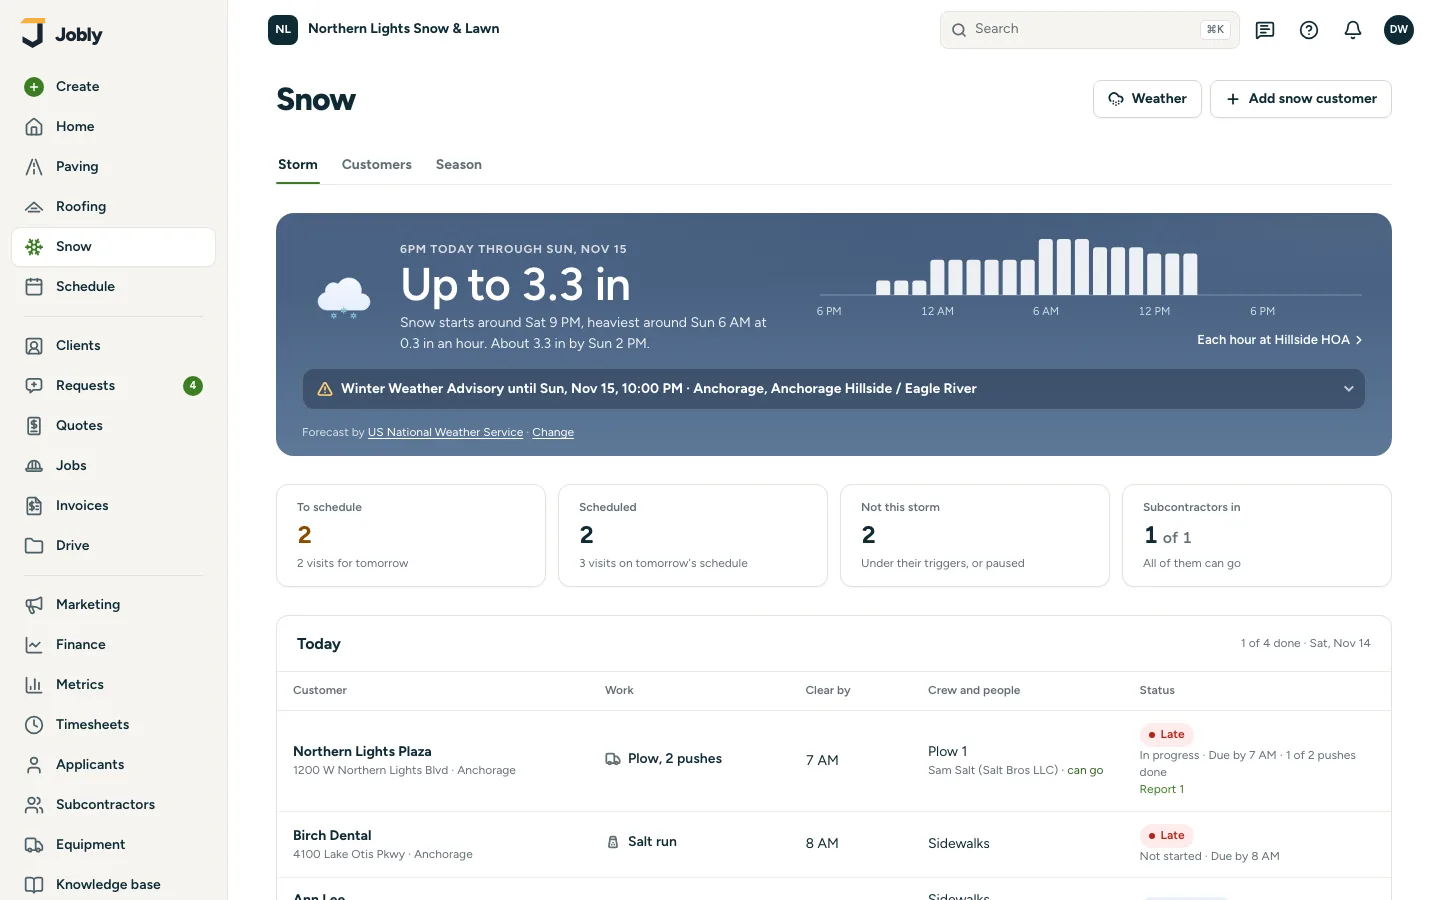 Jobly
NL
Northern Lights Snow & Lawn
Search
⌘K
DW
Create
Home
Paving
Roofing
Snow
Schedule
Clients
Requests
4
Quotes
Jobs
Invoices
Drive
Marketing
Finance
Metrics
Timesheets
Applicants
Subcontractors
Equipment
Knowledge base
Snow
Weather
Add snow customer
Storm
Customers
Season
6PM TODAY THROUGH SUN, NOV 15
Up to 3.3 in
Snow starts around Sat 9 PM, heaviest around Sun 6 AM at
0.3 in an hour. About 3.3 in by Sun 2 PM.
6 PM
12 AM
6 AM
12 PM
6 PM
Each hour at Hillside HOA
Winter Weather Advisory until Sun, Nov 15, 10:00 PM · Anchorage, Anchorage Hillside / Eagle River
Forecast by US National Weather Service · Change
To schedule
2
2 visits for tomorrow
Scheduled
2
3 visits on tomorrow's schedule
Not this storm
2
Under their triggers, or paused
Subcontractors in
1 of 1
All of them can go
Today
1 of 4 done · Sat, Nov 14
Customer
Work
Clear by
Crew and people
Status
Northern Lights Plaza
1200 W Northern Lights Blvd · Anchorage
Plow, 2 pushes
7 AM
Plow 1
Sam Salt (Salt Bros LLC) · can go
Late
In progress · Due by 7 AM · 1 of 2 pushes
done
Report 1
Birch Dental
4100 Lake Otis Pkwy · Anchorage
Salt run
8 AM
Sidewalks
Late
Not started · Due by 8 AM
Ann Lee
Sidewalks